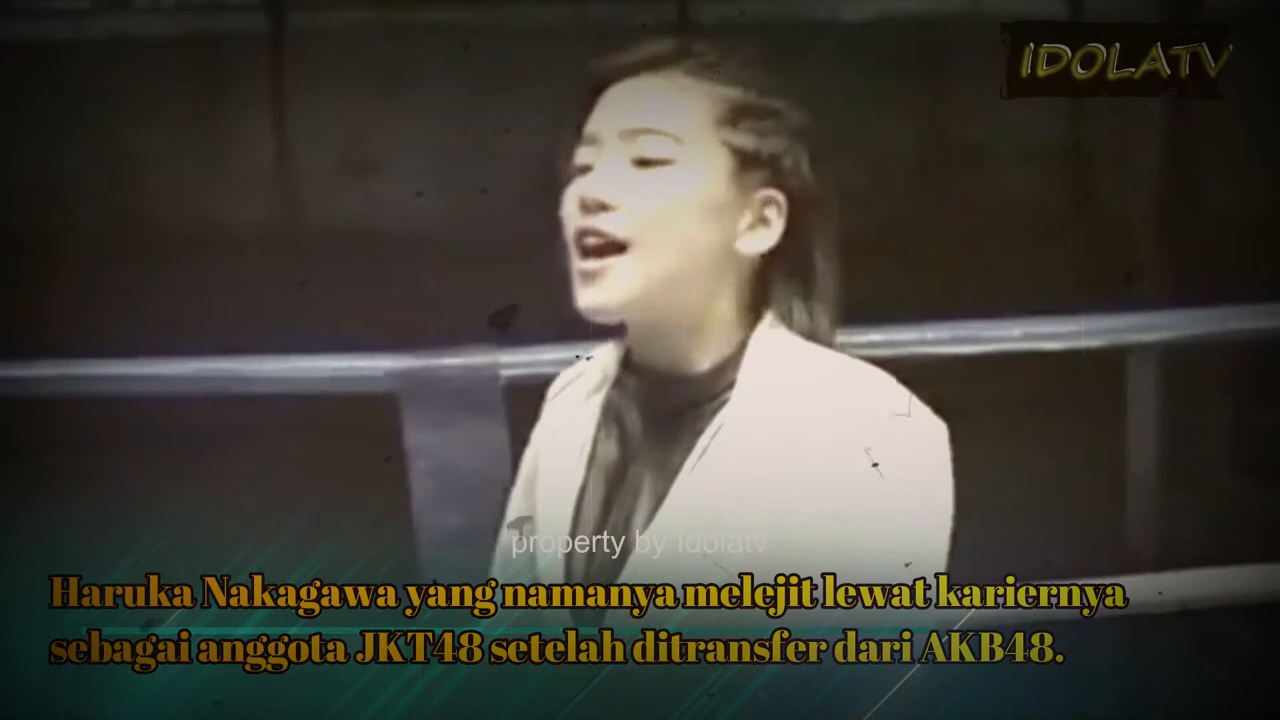 IDOLATV
property by Idolatv
Haruka Nakagawa yang namanya melejit lewat kariernya
sebagai anggota JKT48 setelah ditransfer dari AKB48.